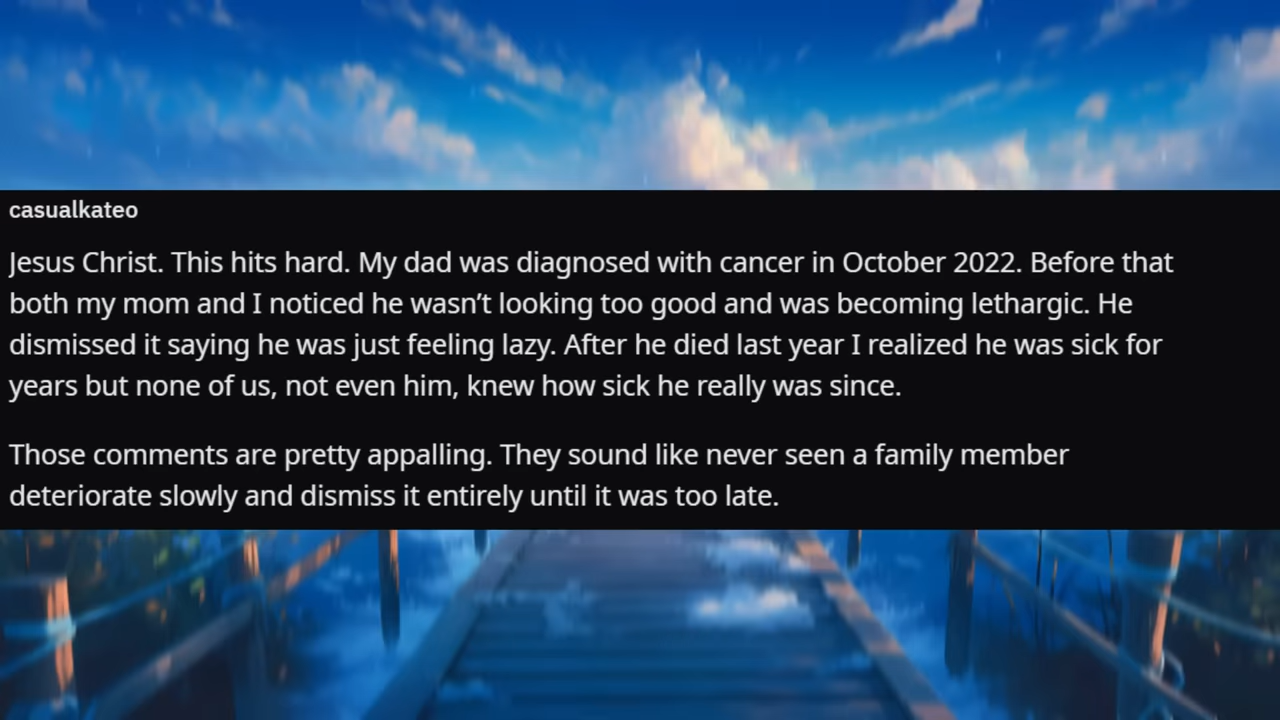 casualkateo
Jesus Christ. This hits hard. My dad was diagnosed with cancer in October 2022. Before that
both my mom and I noticed he wasn’t looking too good and was becoming lethargic. He
dismissed it saying he was just feeling lazy. After he died last year I realized he was sick for
years but none of us, not even him, knew how sick he really was since.
Those comments are pretty appalling. They sound like never seen a family member
deteriorate slowly and dismiss it entirely until it was too late.